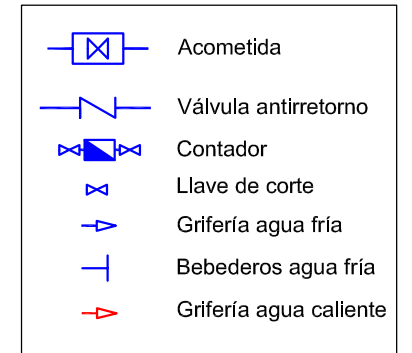 Acometida
Válvula antirretorno
Contador
Llave de corte
Grifería agua fría
Bebederos agua fría
Grifería agua caliente